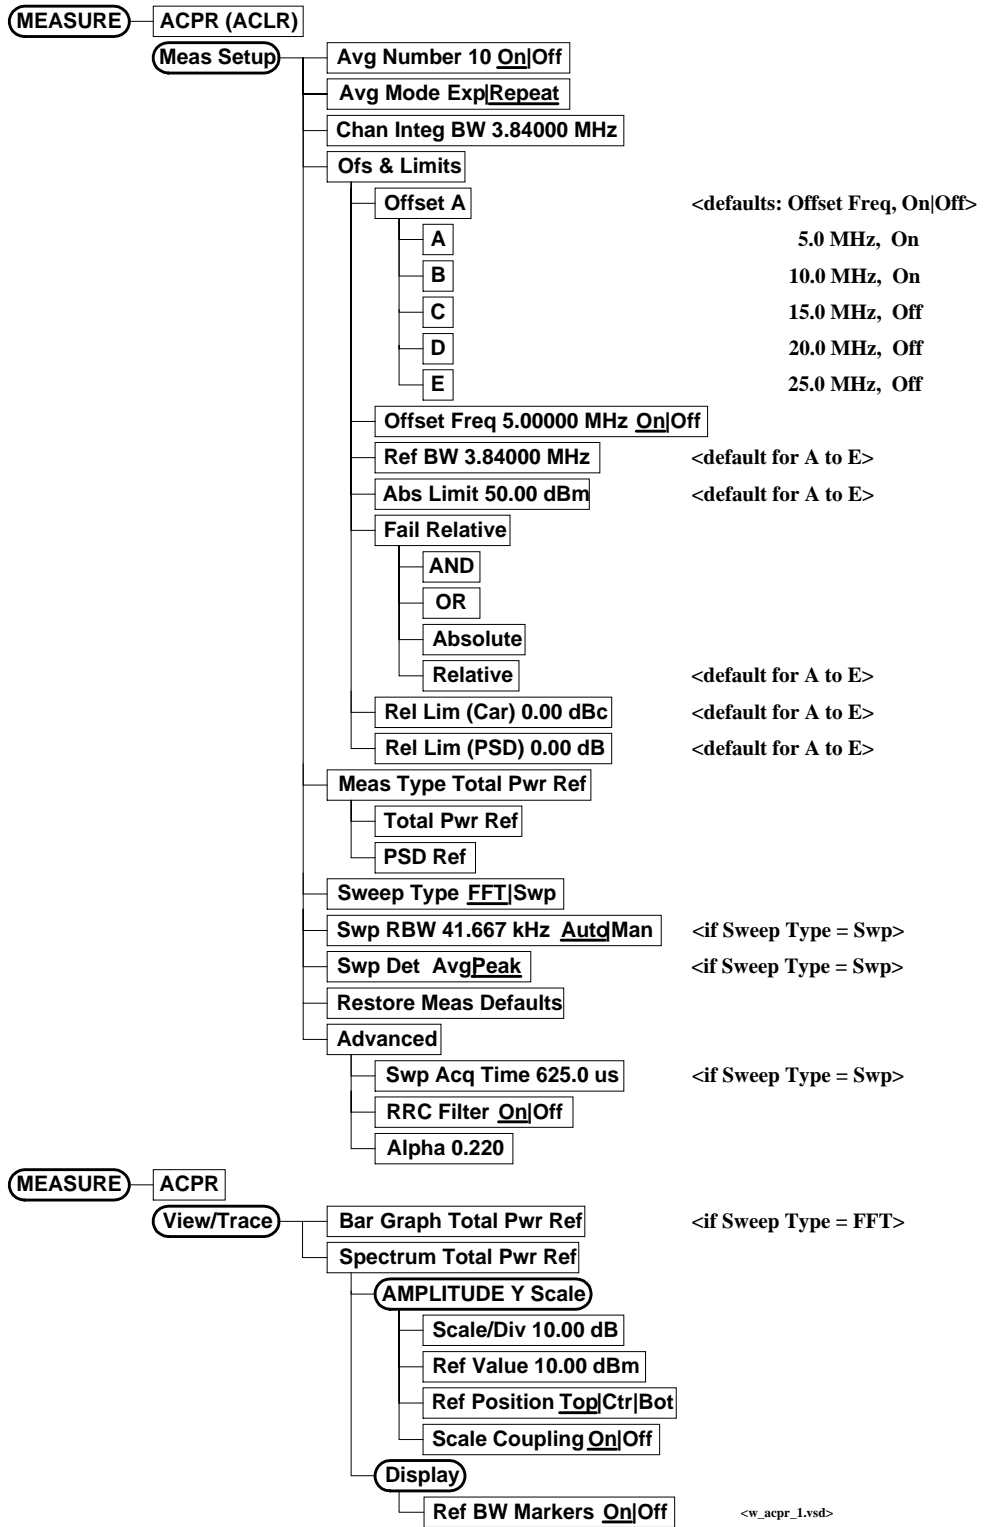 MEASURE ACPR (ACLR)
Meas Setup Avg Number 10 On|Off
Avg Mode Exp|Repeat
Chan Integ BW 3.84000 MHz
Ofs & Limits
Offset A <defaults: Offset Freq, On|Off>
A 5.0 MHz, On
B 10.0 MHz, On
C 15.0 MHz, Off
D 20.0 MHz, Off
E 25.0 MHz, Off
Offset Freq 5.00000 MHz On|Off
Ref BW 3.84000 MHz <default for A to E>
Abs Limit 50.00 dBm <default for A to E>
Fail Relative
AND
OR
Absolute
Relative <default for A to E>
Rel Lim (Car) 0.00 dBc <default for A to E>
Rel Lim (PSD) 0.00 dB <default for A to E>
Meas Type Total Pwr Ref
Total Pwr Ref
PSD Ref
Sweep Type FFT|Swp
Swp RBW 41.667 kHz Auto|Man <if Sweep Type = Swp>
Swp Det Avg|Peak <if Sweep Type = Swp>
Restore Meas Defaults
Advanced
Swp Acq Time 625.0 us <if Sweep Type = Swp>
RRC Filter On|Off
Alpha 0.220
MEASURE ACPR
View/Trace Bar Graph Total Pwr Ref <if Sweep Type = FFT>
Spectrum Total Pwr Ref
AMPLITUDE Y Scale
Scale/Div 10.00 dB
Ref Value 10.00 dBm
Ref Position Top|Ctr|Bot
Scale Coupling On|Off
Display
Ref BW Markers On|Off <w_acpr_1.vsd>